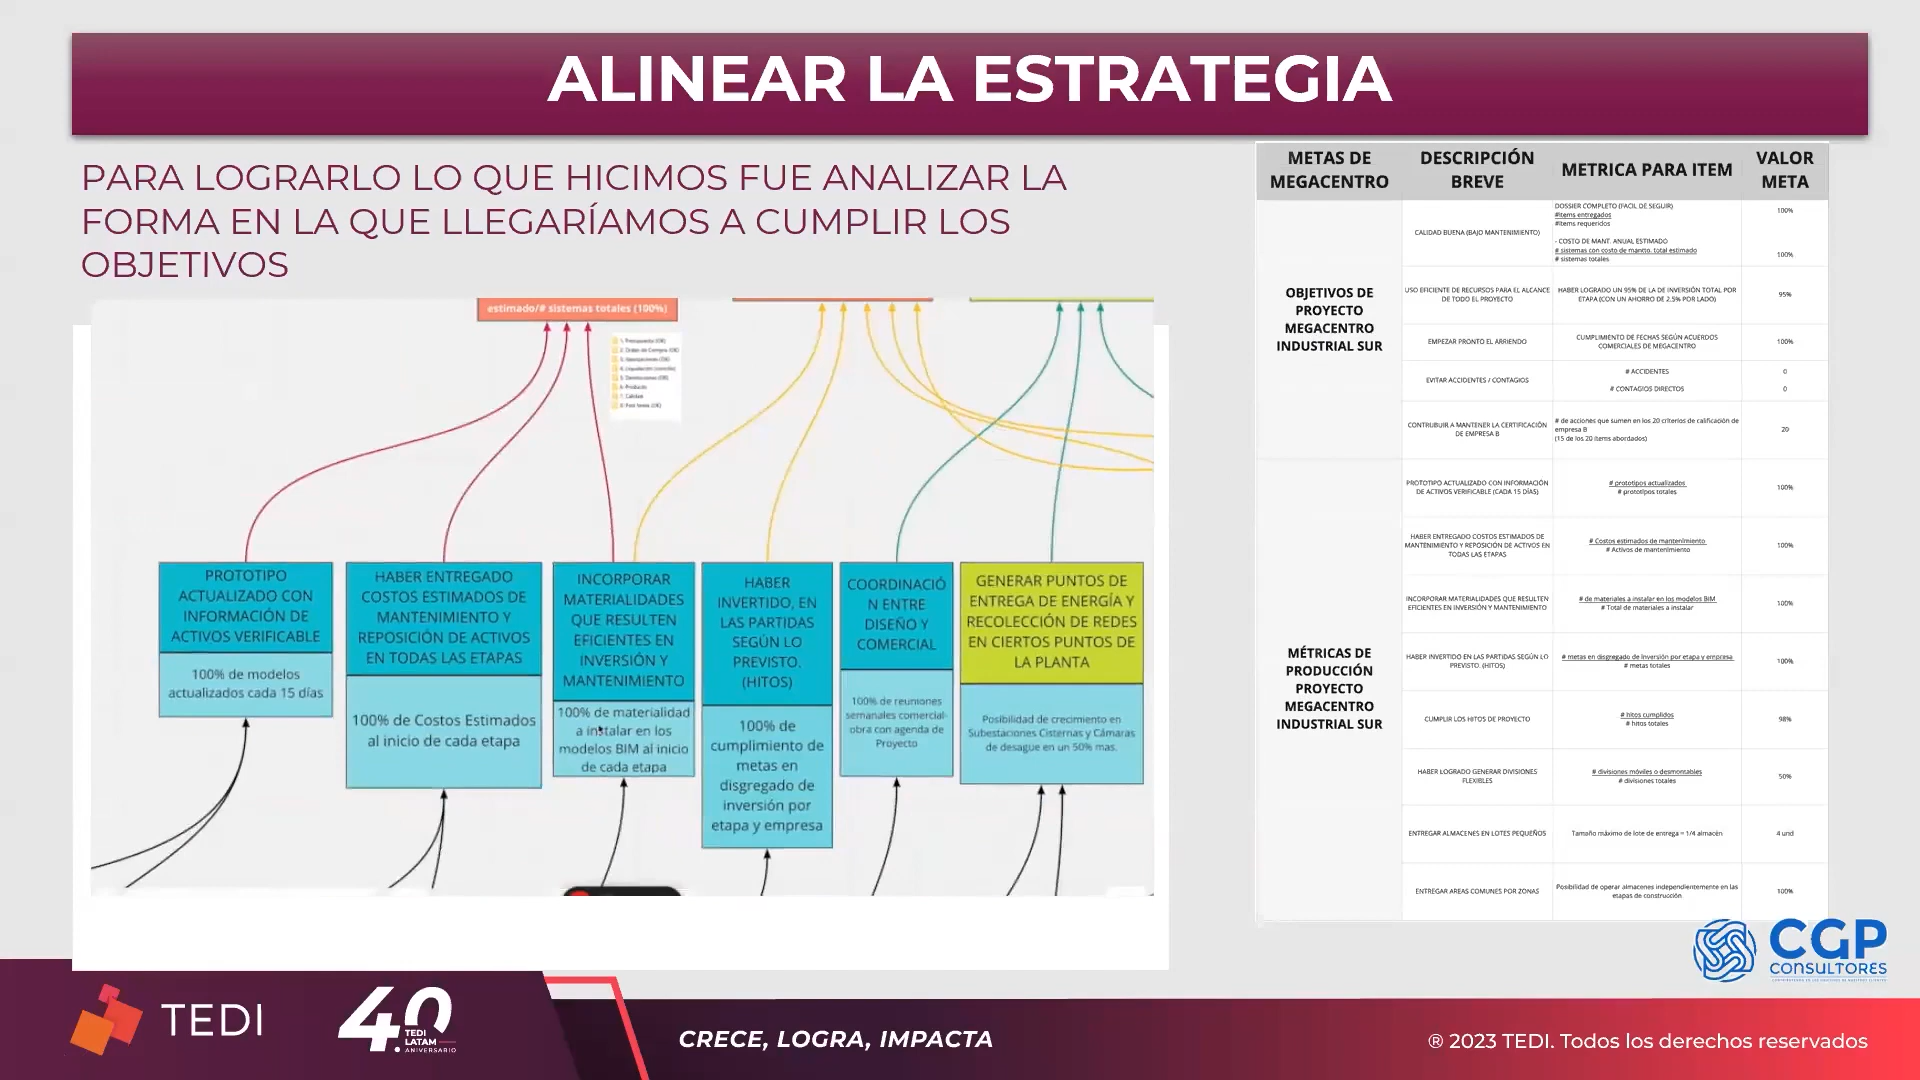 ALINEAR LA ESTRATEGIA
PARA LOGRARLO LO QUE HICIMOS FUE ANALIZAR LA
FORMA EN LA QUE LLEGARÍAMOS A CUMPLIR LOS
OBJETIVOS
estimado/# sistemas totales (100%)
PROTOTIPO
ACTUALIZADO CON
INFORMACIÓN DE
ACTIVOS VERIFICABLE
100% de modelos
actualizados cada 15 días
HABER ENTREGADO
COSTOS ESTIMADOS DE
MANTENIMIENTO Y
REPOSICIÓN DE ACTIVOS
EN TODAS LAS ETAPAS
100% de Costos Estimados
al inicio de cada etapa
INCORPORAR
MATERIALIDADES
QUE RESULTEN
EFICIENTES EN
INVERSIÓN Y
MANTENIMIENTO
100% de materialidad
a instalar en los
modelos BIM al inicio
de cada etapa
HABER
INVERTIDO, EN
LAS PARTIDAS
SEGÚN LO
PREVISTO.
(HITOS)
100% de
cumplimiento de
metas en
disgregado de
inversión por
etapa y empresa
COORDINACIÓ
N ENTRE
DISEÑO Y
COMERCIAL
100% de reuniones
semanales comercial-
obra con agenda de
Proyecto
GENERAR PUNTOS DE
ENTREGA DE ENERGÍA Y
RECOLECCIÓN DE REDES
EN CIERTOS PUNTOS DE
LA PLANTA
Posibilidad de crecimiento en
Subestaciones Cisternas y Cámaras
de desague en un 50% mas.
METAS DE
MEGACENTRO
DESCRIPCIÓN
BREVE
METRICA PARA ITEM
VALOR
META
OBJETIVOS DE
PROYECTO
MEGACENTRO
INDUSTRIAL SUR
CALIDAD BUENA (BAJO MANTENIMIENTO)
DOSSIER COMPLETO (FACIL DE SEGUIR)
#items entregados
#items requeridos
100%
- COSTO DE MANT. ANUAL ESTIMADO
# sistemas con costo de mantto. total estimado
# sistemas totales
100%
USO EFICIENTE DE RECURSOS PARA EL ALCANCE
DE TODO EL PROYECTO
HABER LOGRADO UN 95% DE LA DE INVERSIÓN TOTAL POR
ETAPA (CON UN AHORRO DE 2.5% POR LADO)
95%
EMPEZAR PRONTO EL ARRIENDO
CUMPLIMIENTO DE FECHAS SEGÚN ACUERDOS
COMERCIALES DE MEGACENTRO
100%
EVITAR ACCIDENTES / CONTAGIOS
# ACCIDENTES
0
# CONTAGIOS DIRECTOS
0
CONTRUBUIR A MANTENER LA CERTIFICACIÓN
DE EMPRESA B
# de acciones que sumen en los 20 criterios de calificación de
empresa B
(15 de los 20 items abordados)
20
MÉTRICAS DE
PRODUCCIÓN
PROYECTO
MEGACENTRO
INDUSTRIAL SUR
PROTOTIPO ACTUALIZADO CON INFORMACIÓN
DE ACTIVOS VERIFICABLE (CADA 15 DÍAS)
# prototipos actualizados
# prototipos totales
100%
HABER ENTREGADO COSTOS ESTIMADOS DE
MANTENIMIENTO Y REPOSICIÓN DE ACTIVOS EN
TODAS LAS ETAPAS
# Costos estimados de mantenimiento
# Activos de mantenimiento
100%
INCORPORAR MATERIALIDADES QUE RESULTEN
EFICIENTES EN INVERSIÓN Y MANTENIMIENTO
# de materiales a instalar en los modelos BIM
# Total de materiales a instalar
100%
HABER INVERTIDO EN LAS PARTIDAS SEGÚN LO
PREVISTO. (HITOS)
# metas en disgregado de Inversión por etapa y empresa
# metas totales
100%
CUMPLIR LOS HITOS DE PROYECTO
# hitos cumplidos
# hitos totales
98%
HABER LOGRADO GENERAR DIVISIONES
FLEXIBLES
# divisiones móviles o desmontables
# divisiones totales
50%
ENTREGAR ALMACENES EN LOTES PEQUEÑOS
Tamaño máximo de lote de entrega = 1/4 almacén
4 und
ENTREGAR AREAS COMUNES POR ZONAS
Posibilidad de operar almacenes independientemente en las
etapas de construcción
100%
CGP
CONSULTORES
TEDI
4.0
TEDI
LATAM
ANIVERSARIO
CRECE, LOGRA, IMPACTA
® 2023 TEDI. Todos los derechos reservados